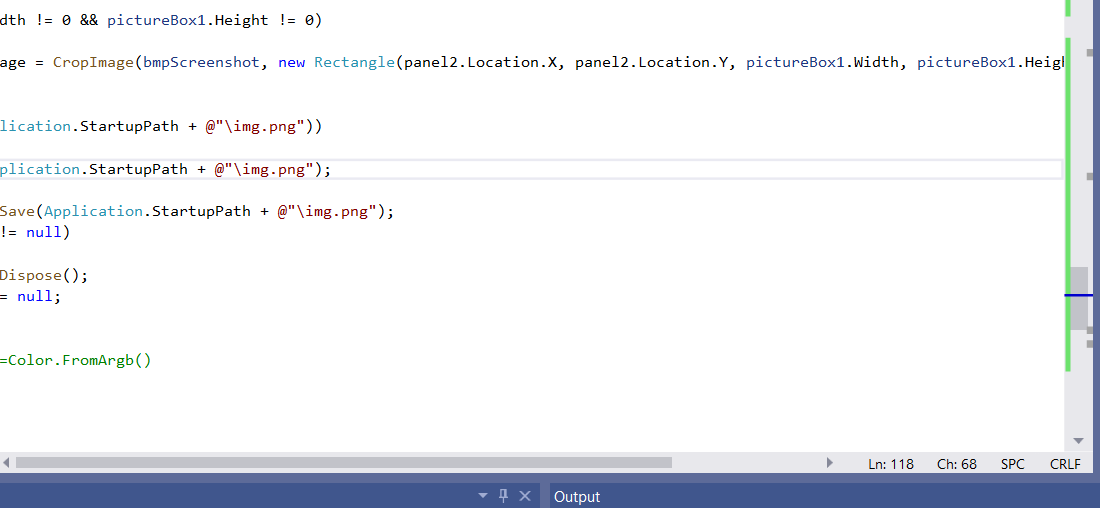 dth != 0 && pictureBox1.Height != 0)
age = CropImage(bmpScreenshot, new Rectangle(panel2.Location.X, panel2.Location.Y, pictureBox1.Width, pictureBox1.Heigh
lication.StartupPath + @"\img.png"))
plication.StartupPath + @"\img.png");
Save(Application.StartupPath + @"\img.png");
!= null)
Dispose();
= null;
=Color.FromArgb()
Ln: 118 Ch: 68 SPC CRLF
Output